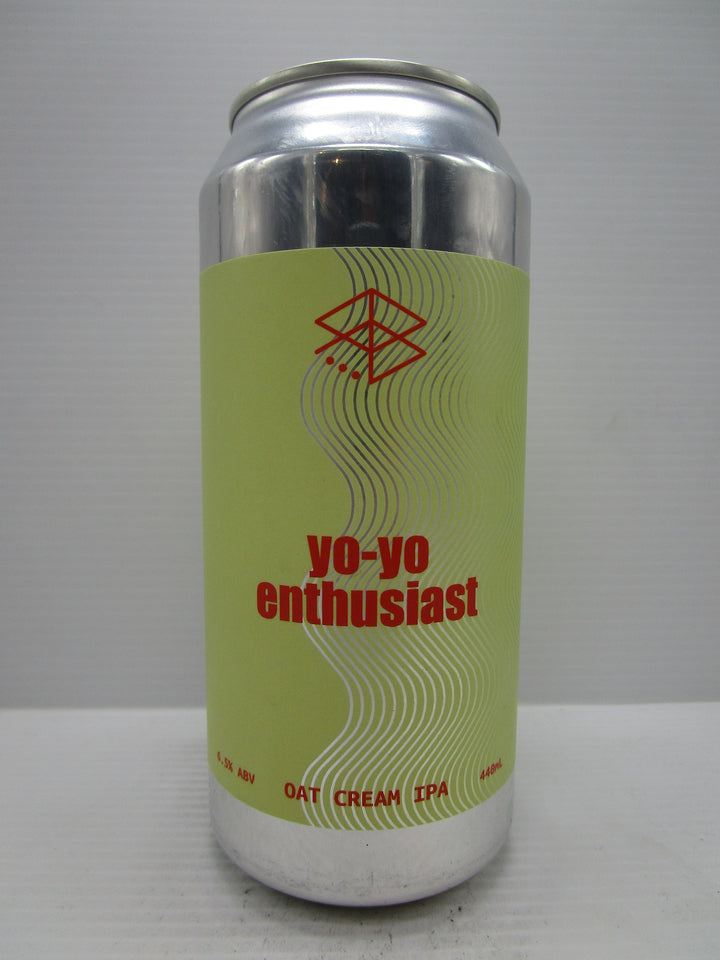 yo-yo
enthusiast
6.5% ABV
OAT CREAM IPA
440mL